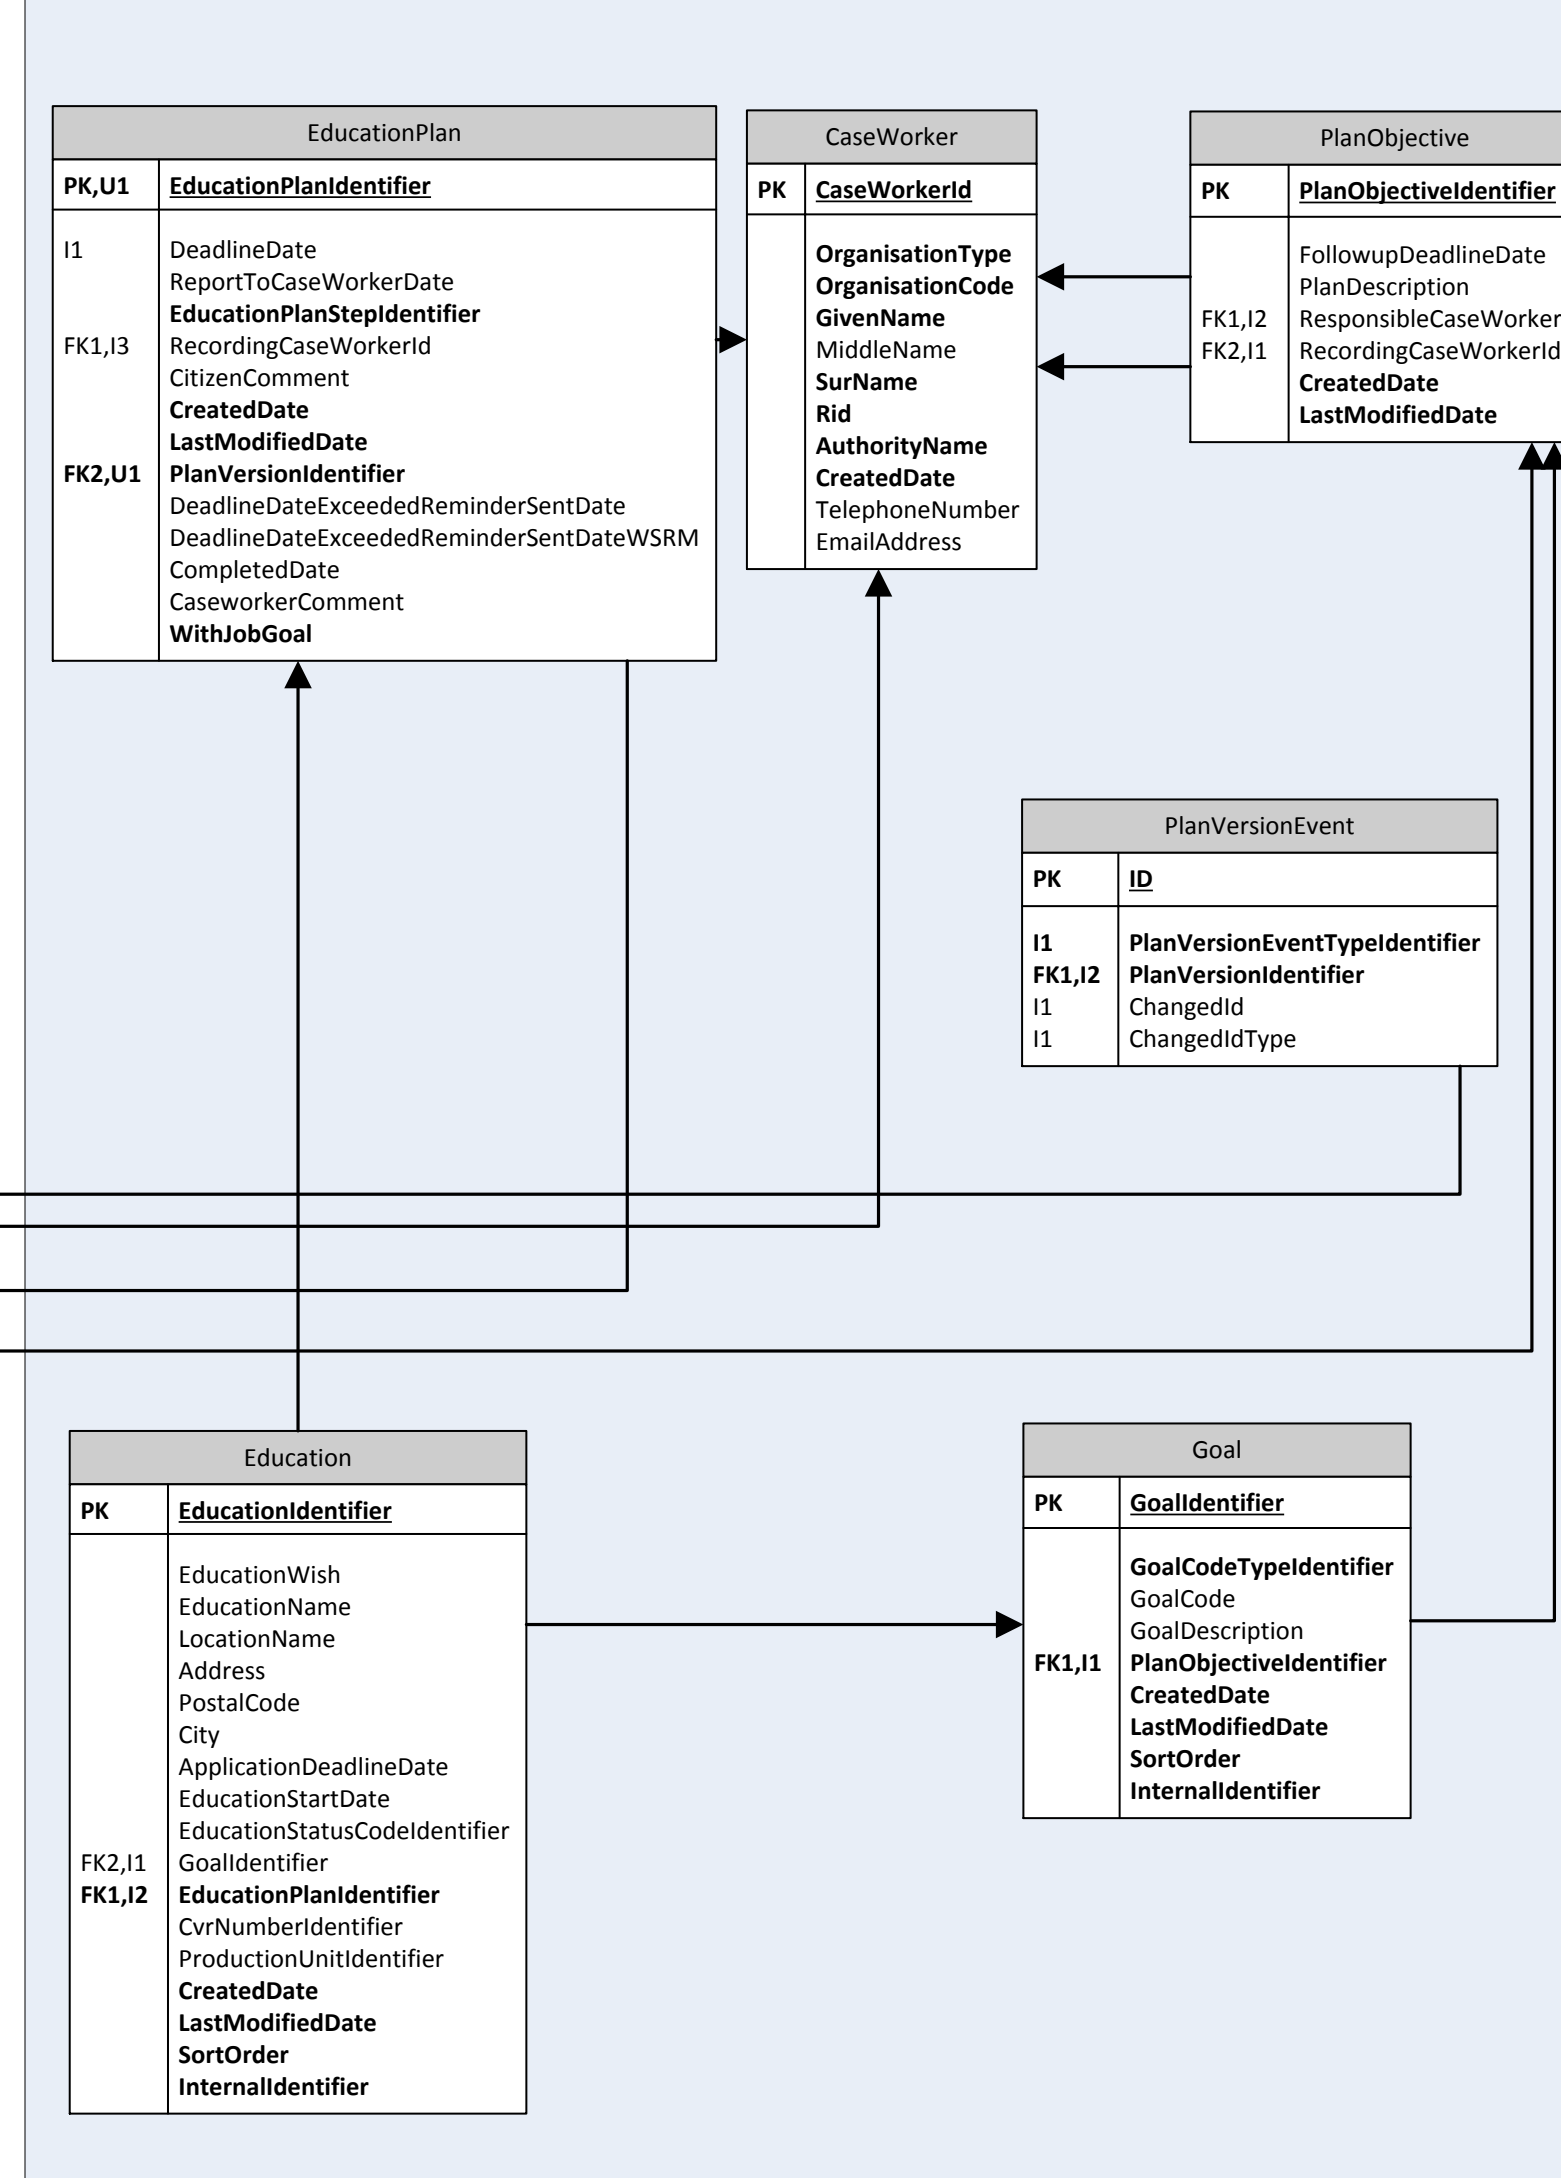 EducationPlan
PK,U1 EducationPlanIdentifier
I1 DeadlineDate
ReportToCaseWorkerDate
EducationPlanStepIdentifier
FK1,I3 RecordingCaseWorkerId
CitizenComment
CreatedDate
LastModifiedDate
FK2,U1 PlanVersionIdentifier
DeadlineDateExceededReminderSentDate
DeadlineDateExceededReminderSentDateWSRM
CompletedDate
CaseworkerComment
WithJobGoal
CaseWorker
PK CaseWorkerId
OrganisationType
OrganisationCode
GivenName
MiddleName
SurName
Rid
AuthorityName
CreatedDate
TelephoneNumber
EmailAddress
PlanObjective
PK PlanObjectiveIdentifier
FollowupDeadlineDate
PlanDescription
FK1,I2 ResponsibleCaseWorker
FK2,I1 RecordingCaseWorkerId
CreatedDate
LastModifiedDate
PlanVersionEvent
PK ID
I1 PlanVersionEventTypeIdentifier
FK1,I2 PlanVersionIdentifier
I1 ChangedId
I1 ChangedIdType
Education
PK EducationIdentifier
EducationWish
EducationName
LocationName
Address
PostalCode
City
ApplicationDeadlineDate
EducationStartDate
EducationStatusCodeIdentifier
FK2,I1 GoalIdentifier
FK1,I2 EducationPlanIdentifier
CvrNumberIdentifier
ProductionUnitIdentifier
CreatedDate
LastModifiedDate
SortOrder
InternalIdentifier
Goal
PK GoalIdentifier
GoalCodeTypeIdentifier
GoalCode
GoalDescription
FK1,I1 PlanObjectiveIdentifier
CreatedDate
LastModifiedDate
SortOrder
InternalIdentifier